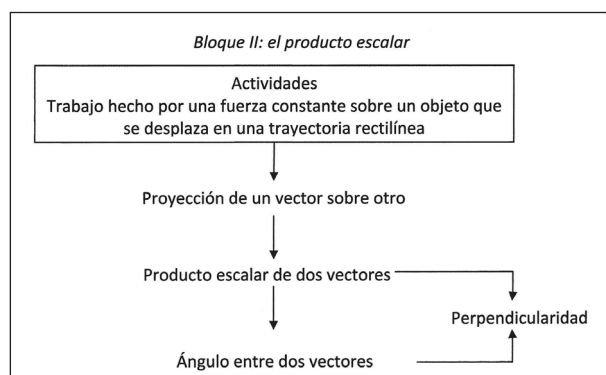 Bloque II: el producto escalar
Actividades
Trabajo hecho por una fuerza constante sobre un objeto que
se desplaza en una trayectoria rectilínea
Proyección de un vector sobre otro
Producto escalar de dos vectores
Perpendicularidad
Ángulo entre dos vectores